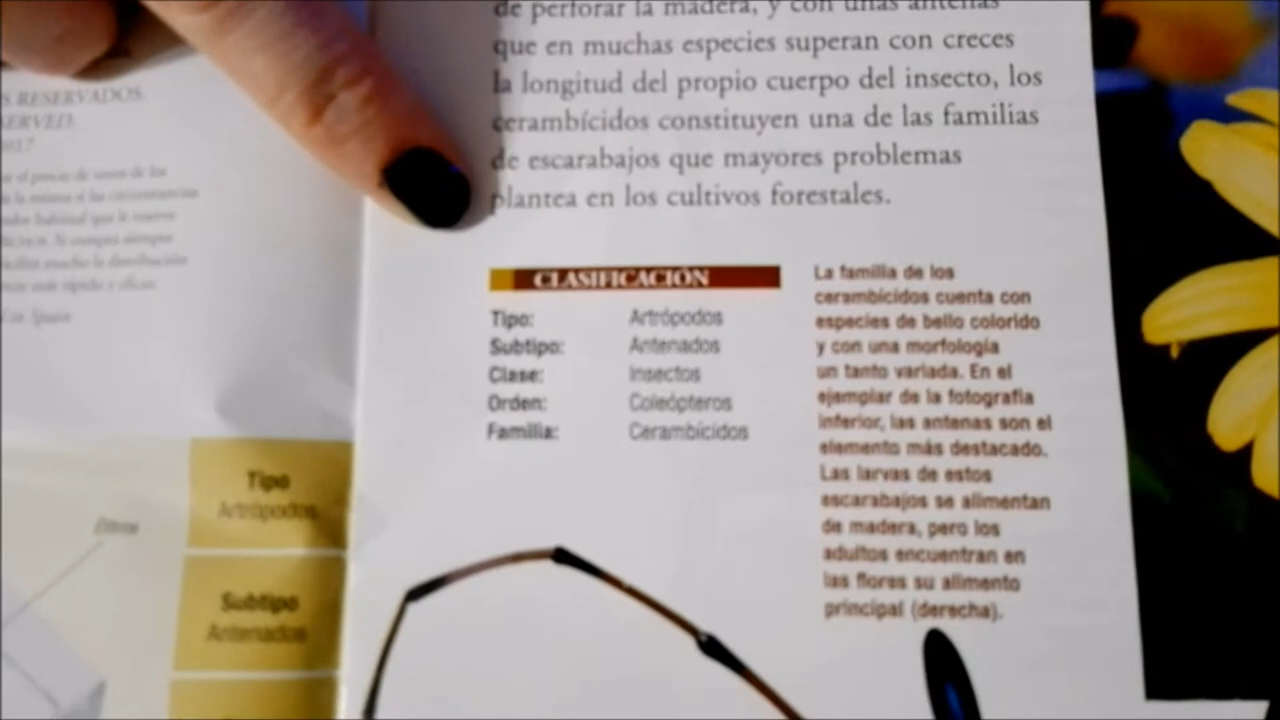 S RESERVADOS.
SERVED.
2017
de perforar la madera, y con unas antenas
que en muchas especies superan con creces
la longitud del propio cuerpo del insecto, los
cerambícidos constituyen una de las familias
de escarabajos que mayores problemas
plantea en los cultivos forestales.
CLASIFICACIÓN
Tipo: Artrópodos
Subtipo: Antenados
Clase: Insectos
Orden: Coleópteros
Familia: Cerambícidos
La familia de los
cerambícidos cuenta con
especies de bello colorido
y con una morfología
un tanto variada. En el
ejemplar de la fotografía
inferior, las antenas son el
elemento más destacado.
Las larvas de estos
escarabajos se alimentan
de madera, pero los
adultos encuentran en
las flores su alimento
principal (derecha).
Tipo
Artrópodos
Subtipo
Antenados